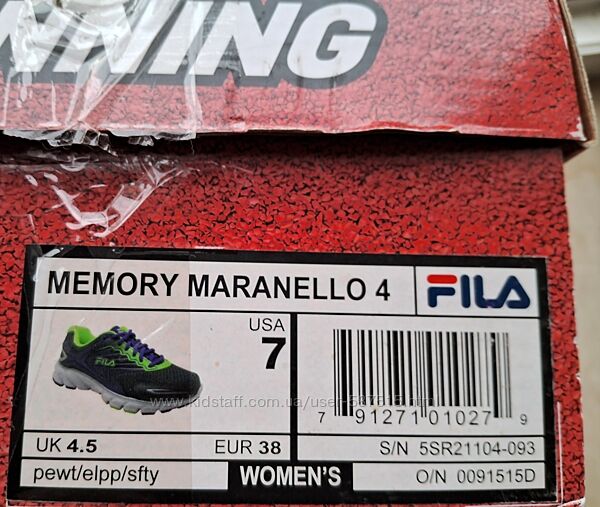 NNING
MEMORY MARANELLO 4
FILA
USA
7
FILA
7 91271 01027 9
UK 4.5
EUR 38
S/N 5SR21104-093
pewt/elpp/sfty
WOMEN'S
O/N 0091515D